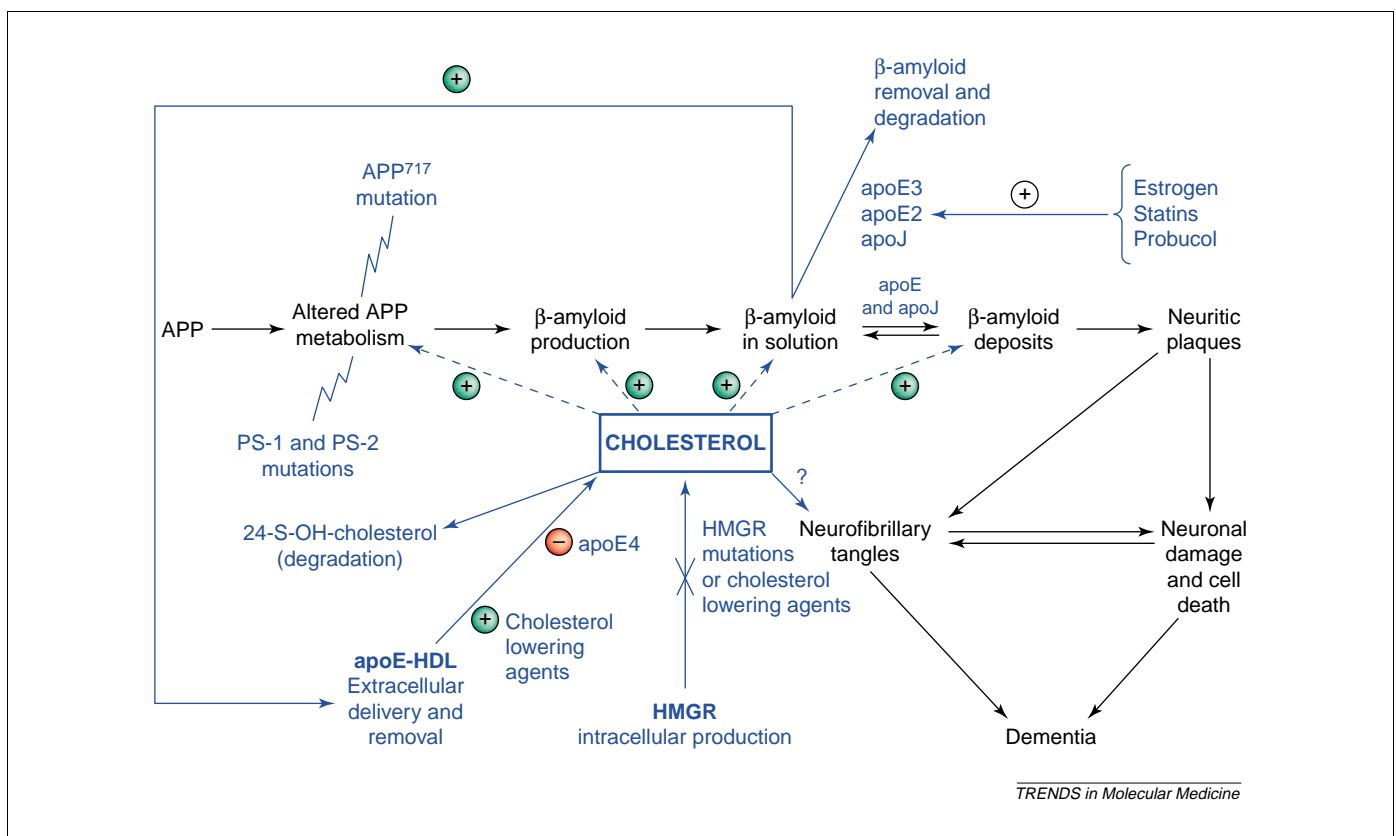 +
β-amyloid
removal and
degradation
APP717
mutation
apoE3
apoE2
apoJ
+
Estrogen
Statins
Probucol
apoE
and apoJ
APP
Altered APP
metabolism
β-amyloid
production
β-amyloid
in solution
β-amyloid
deposits
Neuritic
plaques
+
+
+
+
PS-1 and PS-2
mutations
CHOLESTEROL
?
24-S-OH-cholesterol
(degradation)
−
apoE4
HMGR
mutations
or cholesterol
lowering agents
Neurofibrillary
tangles
Neuronal
damage
and cell
death
+
Cholesterol
lowering
agents
apoE-HDL
Extracellular
delivery and
removal
HMGR
intracellular production
Dementia
TRENDS in Molecular Medicine